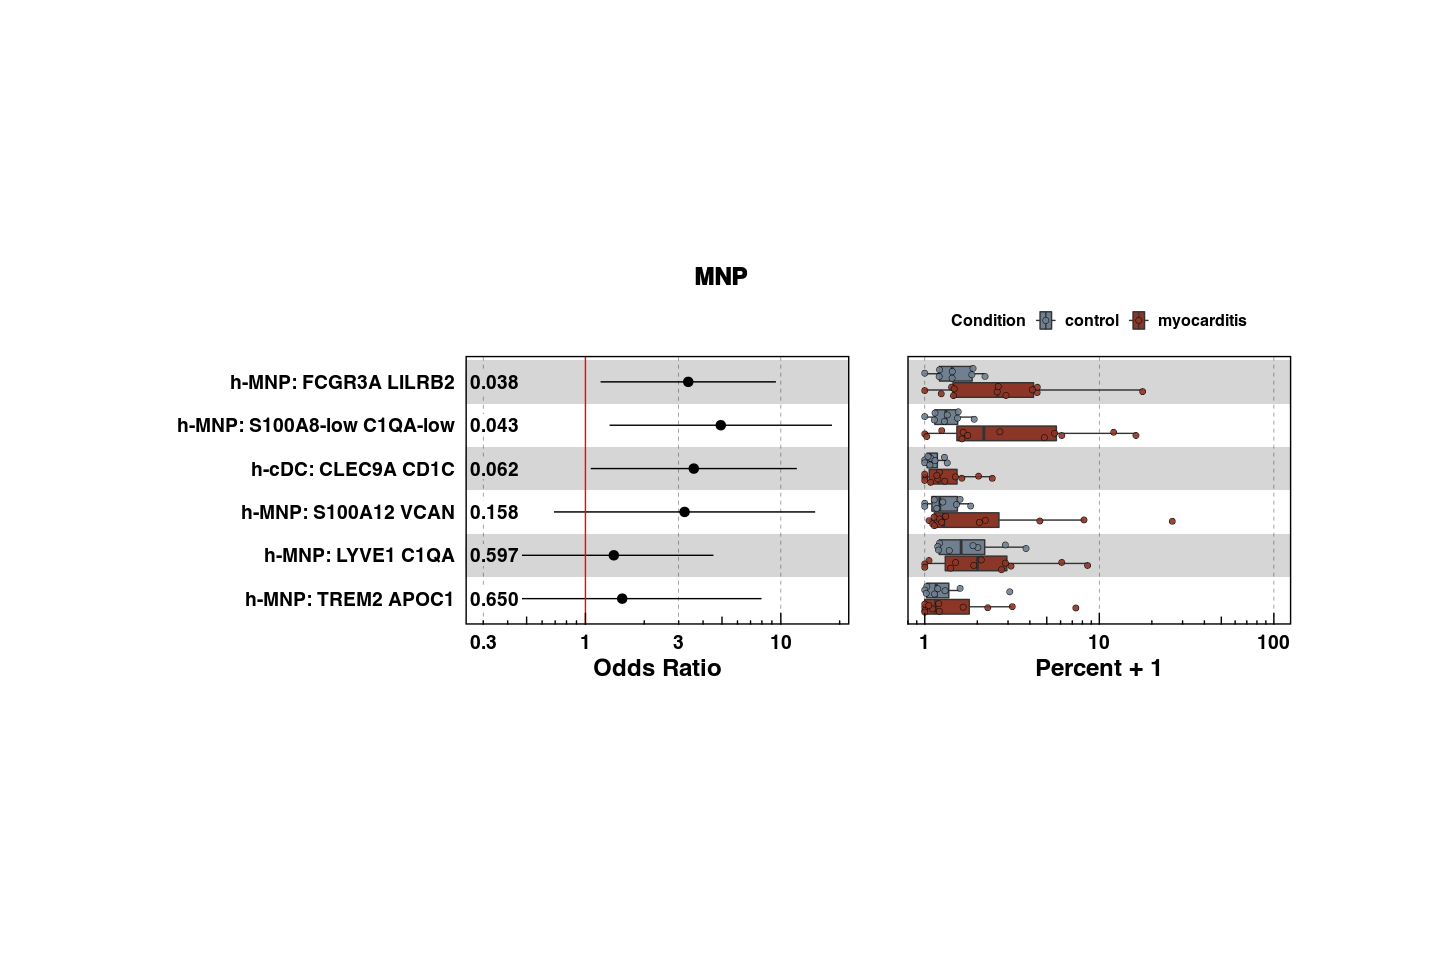 MNP
Condition control myocarditis
h-MNP: FCGR3A LILRB2 0.038
h-MNP: S100A8-low C1QA-low 0.043
h-cDC: CLEC9A CD1C 0.062
h-MNP: S100A12 VCAN 0.158
h-MNP: LYVE1 C1QA 0.597
h-MNP: TREM2 APOC1 0.650
0.3 1 3 10 1 10 100
Odds Ratio Percent + 1